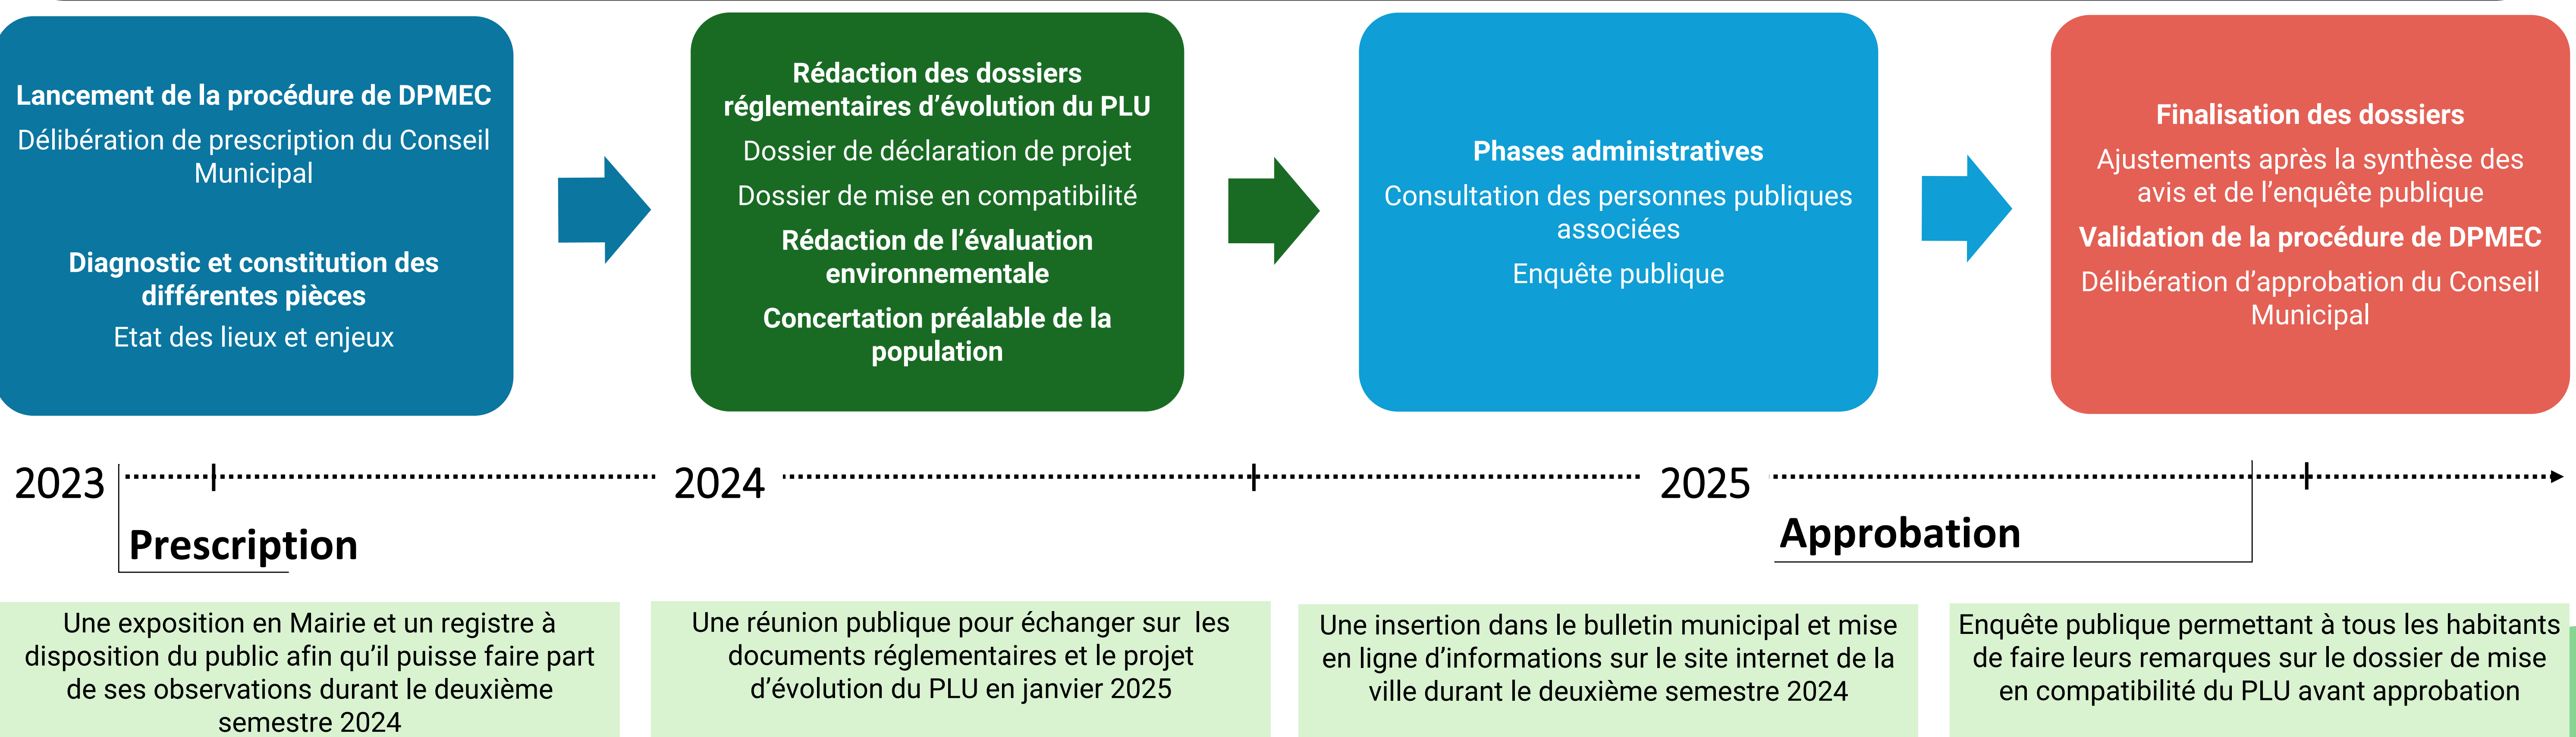 Lancement de la procédure de DPMEC
Délibération de prescription du Conseil
Municipal
Diagnostic et constitution des
différentes pièces
Etat des lieux et enjeux
Rédaction des dossiers
réglementaires d’évolution du PLU
Dossier de déclaration de projet
Dossier de mise en compatibilité
Rédaction de l’évaluation
environnementale
Concertation préalable de la
population
Phases administratives
Consultation des personnes publiques
associées
Enquête publique
Finalisation des dossiers
Ajustements après la synthèse des
avis et de l’enquête publique
Validation de la procédure de DPMEC
Délibération d’approbation du Conseil
Municipal
2023
2024
2025
Prescription
Approbation
Une exposition en Mairie et un registre à
disposition du public afin qu’il puisse faire part
de ses observations durant le deuxième
semestre 2024
Une réunion publique pour échanger sur les
documents réglementaires et le projet
d’évolution du PLU en janvier 2025
Une insertion dans le bulletin municipal et mise
en ligne d’informations sur le site internet de la
ville durant le deuxième semestre 2024
Enquête publique permettant à tous les habitants
de faire leurs remarques sur le dossier de mise
en compatibilité du PLU avant approbation